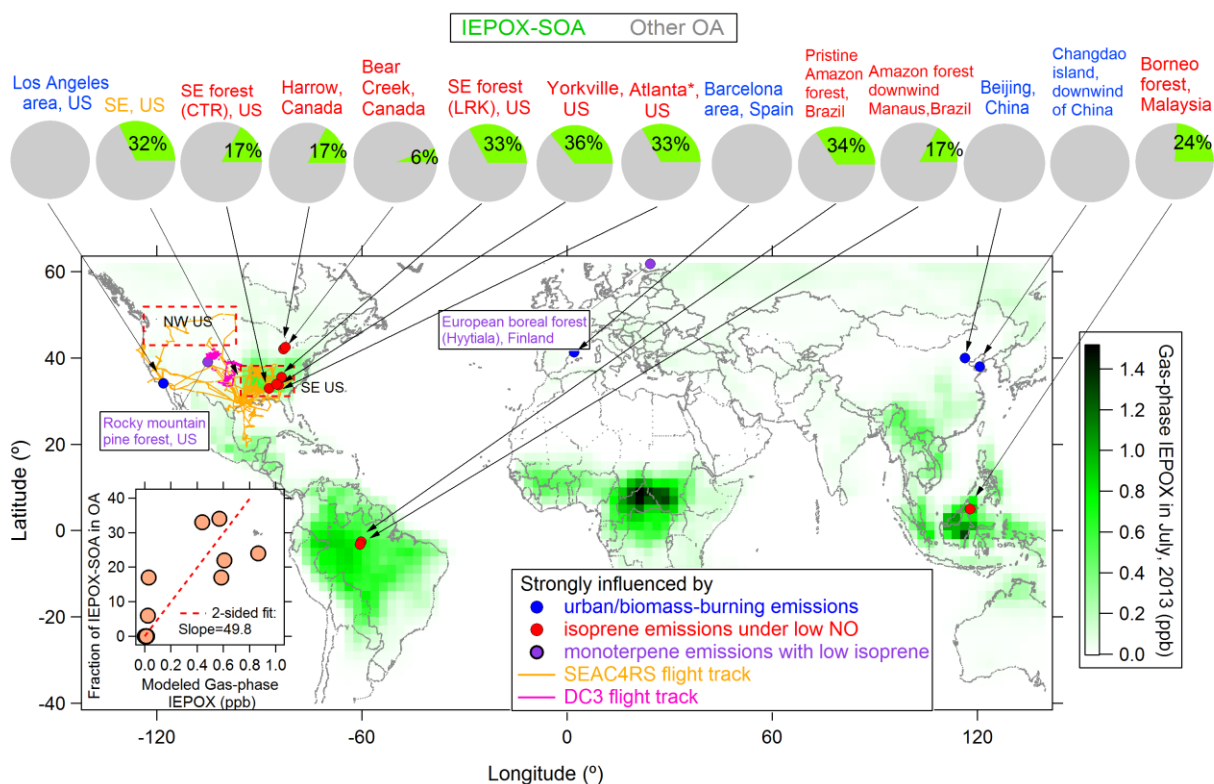 IEPOX-SOA Other OA
Los Angeles
area, US
SE, US
SE forest
(CTR), US
Harrow,
Canada
Bear
Creek,
Canada
SE forest
(LRK), US
Yorkville,
US
Atlanta*,
US
Barcelona
area, Spain
Pristine
Amazon
forest,
Brazil
Amazon forest
downwind
Manaus,Brazil
Beijing,
China
Changdao
island,
downwind
of China
Borneo
forest,
Malaysia
32%
17%
17%
6%
33%
36%
33%
34%
17%
24%
60
40
20
0
-20
-40
Latitude (º)
NW US
SE US.
Rocky mountain
pine forest, US
European boreal forest
(Hyytiala), Finland
40
30
20
10
0
Fraction of IEPOX-SOA in OA
2-sided fit:
Slope=49.8
0.0 0.2 0.4 0.6 0.8 1.0
Modeled Gas-phase
IEPOX (ppb)
Strongly influenced by
urban/biomass-burning emissions
isoprene emissions under low NO
monoterpene emissions with low isoprene
SEAC4RS flight track
DC3 flight track
-120 -60 0 60 120
Longitude (º)
1.4
1.2
1.0
0.8
0.6
0.4
0.2
0.0
Gas-phase IEPOX in July, 2013 (ppb)